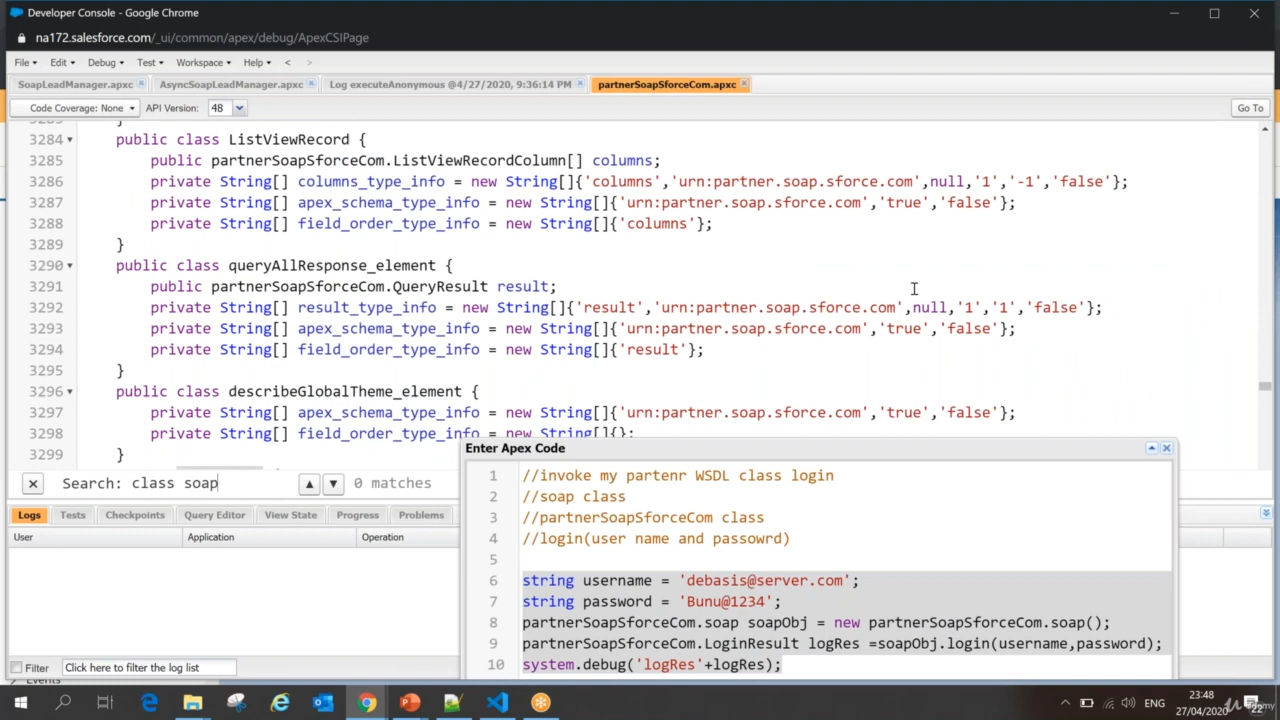 Developer Console - Google Chrome
na172.salesforce.com/_ui/common/apex/debug/ApexCSIPage
File Edit Debug Test Workspace Help < >
SoapLeadManager.apxc AsyncSoapLeadManager.apxc Log executeAnonymous @4/27/2020, 9:36:14 PM partnerSoapSforceCom.apxc
Code Coverage: None API Version: 48 Go To
3284 public class ListViewRecord {
3285 public partnerSoapSforceCom.ListViewRecordColumn[] columns;
3286 private String[] columns_type_info = new String[]{'columns','urn:partner.soap.sforce.com',null,'1','-1','false'};
3287 private String[] apex_schema_type_info = new String[]{'urn:partner.soap.sforce.com','true','false'};
3288 private String[] field_order_type_info = new String[]{'columns'};
3289 }
3290 public class queryAllResponse_element {
3291 public partnerSoapSforceCom.QueryResult result;
3292 private String[] result_type_info = new String[]{'result','urn:partner.soap.sforce.com',null,'1','1','false'};
3293 private String[] apex_schema_type_info = new String[]{'urn:partner.soap.sforce.com','true','false'};
3294 private String[] field_order_type_info = new String[]{'result'};
3295 }
3296 public class describeGlobalTheme_element {
3297 private String[] apex_schema_type_info = new String[]{'urn:partner.soap.sforce.com','true','false'};
3298 private String[] field_order_type_info = new String[]{};
3299 }
Search: class soap 0 matches
Logs Tests Checkpoints Query Editor View State Progress Problems
User Application Operation
Filter Click here to filter the log list
Events
Enter Apex Code
1 //invoke my partenr WSDL class login
2 //soap class
3 //partnerSoapSforceCom class
4 //login(user name and passowrd)
5
6 string username = 'debasis@server.com';
7 string password = 'Bunu@1234';
8 partnerSoapSforceCom.soap soapObj = new partnerSoapSforceCom.soap();
9 partnerSoapSforceCom.LoginResult logRes =soapObj.login(username,password);
10 system.debug('logRes'+logRes);
ENG
23:48
27/04/2020
22